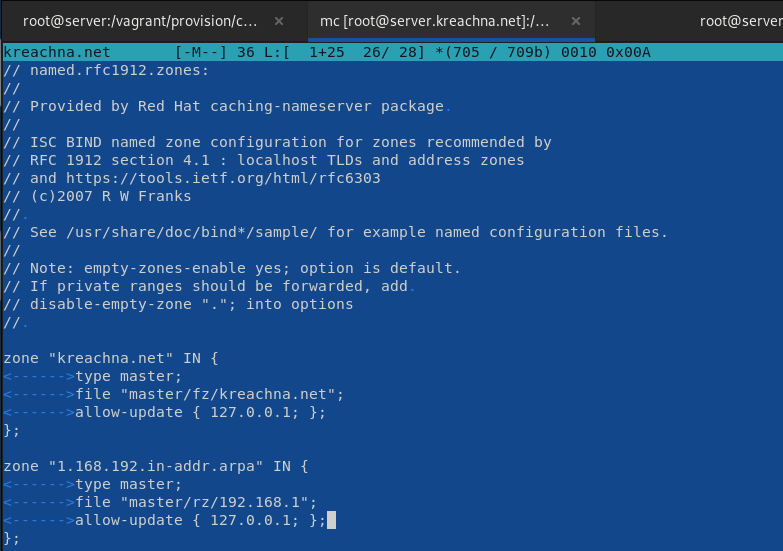 root@server:/vagrant/provision/c... × mc [root@server.kreachna.net]:/... × root@server
kreachna.net [-M--] 36 L:[ 1+25 26/ 28] *(705 / 709b) 0010 0x00A
// named.rfc1912.zones:
//
// Provided by Red Hat caching-nameserver package.
//
// ISC BIND named zone configuration for zones recommended by
// RFC 1912 section 4.1 : localhost TLDs and address zones
// and https://tools.ietf.org/html/rfc6303
// (c)2007 R W Franks
//.
// See /usr/share/doc/bind*/sample/ for example named configuration files.
//
// Note: empty-zones-enable yes; option is default.
// If private ranges should be forwarded, add.
// disable-empty-zone "."; into options
//.
zone "kreachna.net" IN {
<------>type master;
<------>file "master/fz/kreachna.net";
<------>allow-update { 127.0.0.1; };
};
zone "1.168.192.in-addr.arpa" IN {
<------>type master;
<------>file "master/rz/192.168.1";
<------>allow-update { 127.0.0.1; };
};